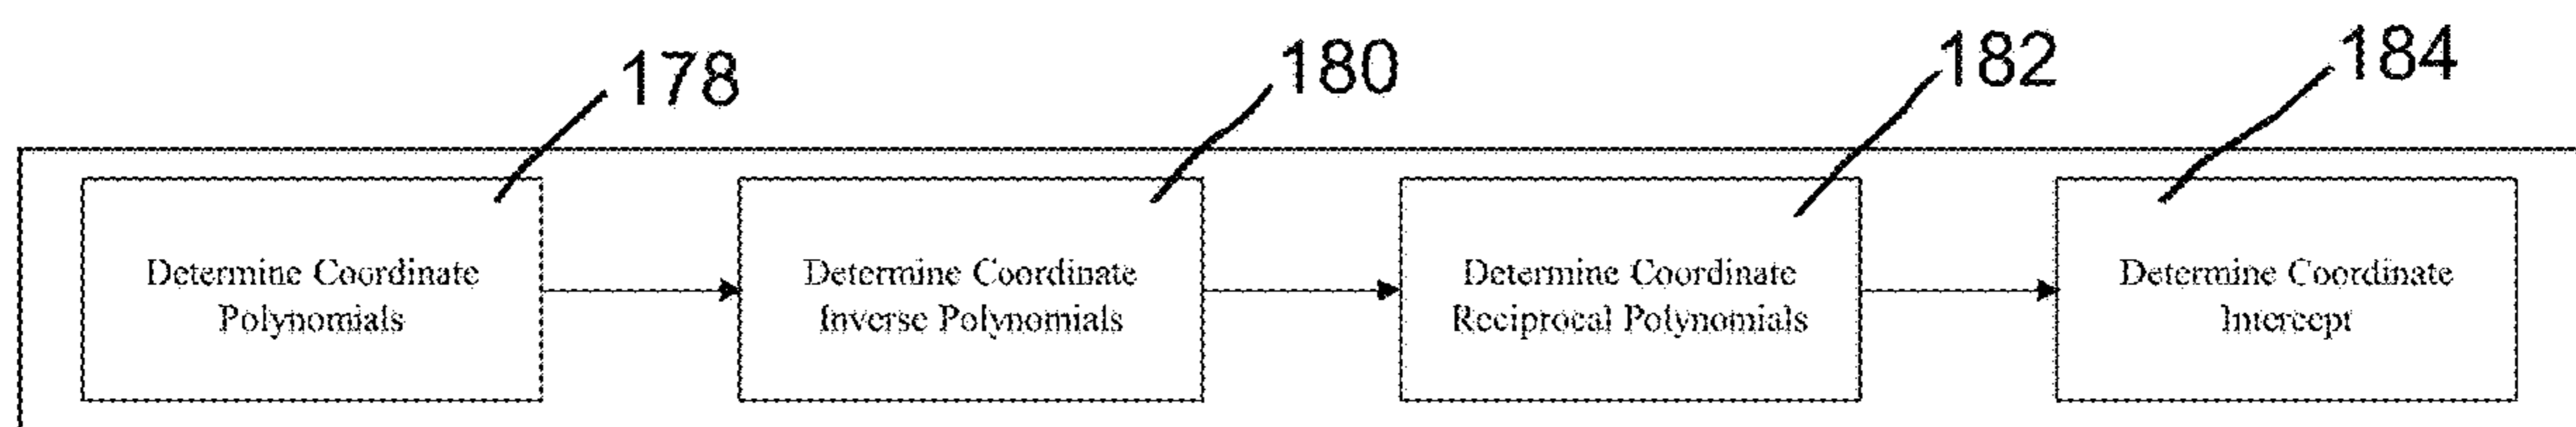 178
180
182
184
Determine Coordinate
Polynomials
Determine Coordinate
Inverse Polynomials
Determine Coordinate
Reciprocal Polynomials
Determine Coordinate
Intercept